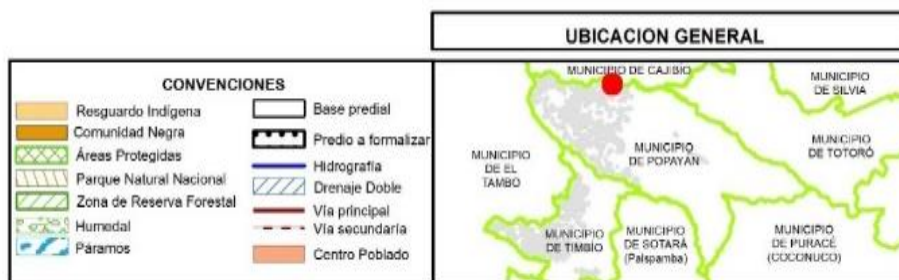 UBICACION GENERAL
CONVENCIONES
Resguardo Indígena
Comunidad Negra
Áreas Protegidas
Parque Natural Nacional
Zona de Reserva Forestal
Humedal
Páramos
Base predial
Predio a formalizar
Hidrografía
Drenaje Doble
Vía principal
Vía secundaria
Centro Poblado
MUNICIPIO DE CAJIBIO
MUNICIPIO
DE SILVIA
MUNICIPIO
DE EL
TAMBO
MUNICIPIO
DE POPAYÁN
MUNICIPIO
DE TOTORÓ
MUNICIPIO
DE TIMBÍO
MUNICIPIO
DE SOTARÁ
(Paispamba)
MUNICIPIO
DE PURACÉ
(COCONUCO)